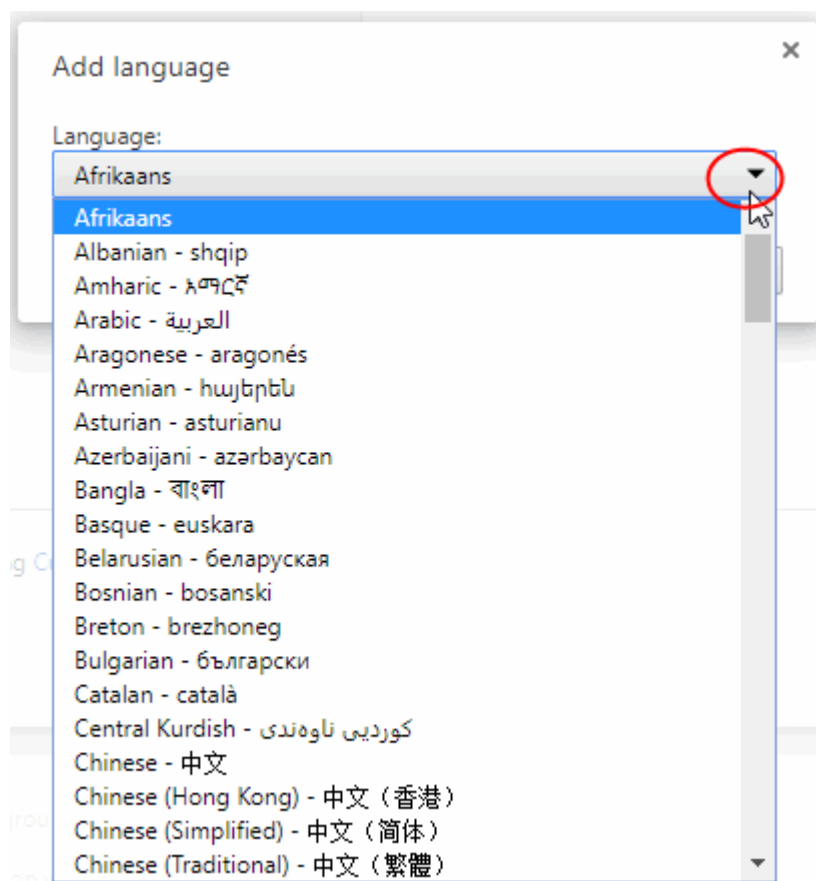 Add language
Language:
Afrikaans
Afrikaans
Albanian - shqip
Amharic - አማርኛ
Arabic - العربية
Aragonese - aragonés
Armenian - հայերեն
Asturian - asturianu
Azerbaijani - azərbaycan
Bangla - বাংলা
Basque - euskara
Belarusian - беларуская
Bosnian - bosanski
Breton - brezhoneg
Bulgarian - български
Catalan - català
Central Kurdish - کوردیی ناوەندی
Chinese - 中文
Chinese (Hong Kong) - 中文（香港）
Chinese (Simplified) - 中文（简体）
Chinese (Traditional) - 中文（繁體）